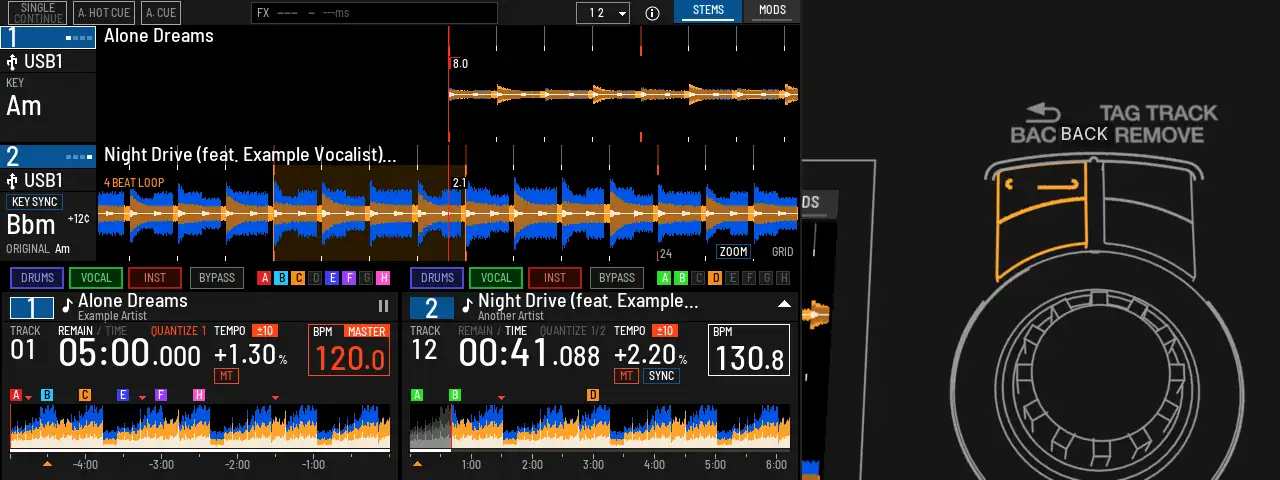 SINGLE
CONTINUE
A. HOT CUE
A. CUE
FX --- - ---ms
1 2
STEMS
MODS
1
Alone Dreams
USB1
8.0
KEY
Am
2
Night Drive (feat. Example Vocalist)...
USB1
4 BEAT LOOP
2.1
KEY SYNC
Bbm
+12¢
ORIGINAL Am
24
ZOOM
GRID
DRUMS
VOCAL
INST
BYPASS
A B C D E F G H
DRUMS
VOCAL
INST
BYPASS
A B C D E F G H
1
Alone Dreams
Example Artist
TRACK
01
REMAIN / TIME
QUANTIZE 1
05:00.000
TEMPO ±10
+1.30%
MT
BPM MASTER
120.0
A B C E F H
-4:00 -3:00 -2:00 -1:00
2
Night Drive (feat. Example...
Another Artist
TRACK
12
REMAIN / TIME
QUANTIZE 1/2
00:41.088
TEMPO ±10
+2.20%
MT SYNC
BPM
130.8
A B D
1:00 2:00 3:00 4:00 5:00 6:00
TAG TRACK
REMOVE
BAC
BACK
DS